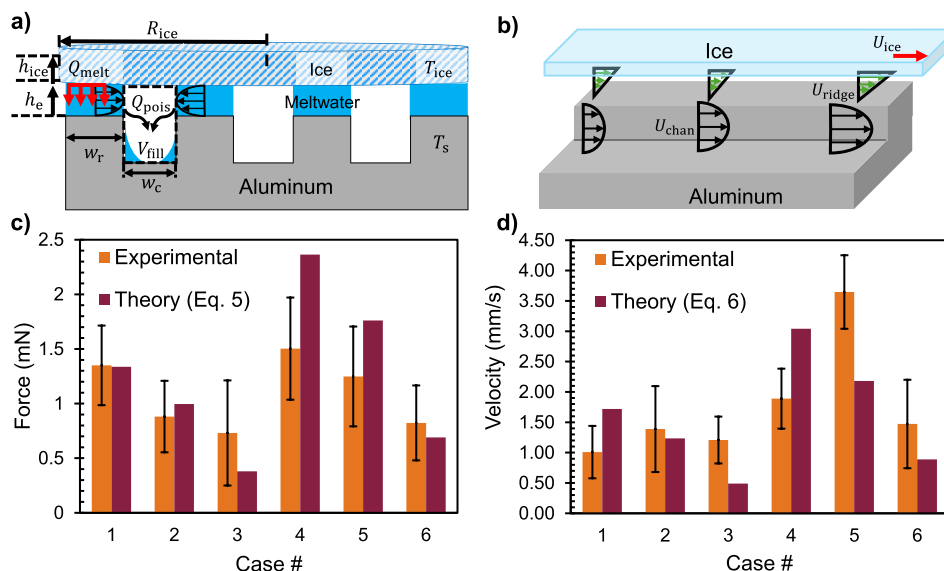 a)
R_ice
h_ice
Q_melt
Ice
T_ice
h_e
Q_pois
Meltwater
w_r
V_fill
T_s
w_c
Aluminum
b)
Ice
U_ice
U_ridge
U_chan
Aluminum
c)
2.5
2
1.5
1
0.5
0
Force (mN)
Experimental
Theory (Eq. 5)
1 2 3 4 5 6
Case #
d)
4.50
4.00
3.50
3.00
2.50
2.00
1.50
1.00
0.50
0.00
Velocity (mm/s)
Experimental
Theory (Eq. 6)
1 2 3 4 5 6
Case #